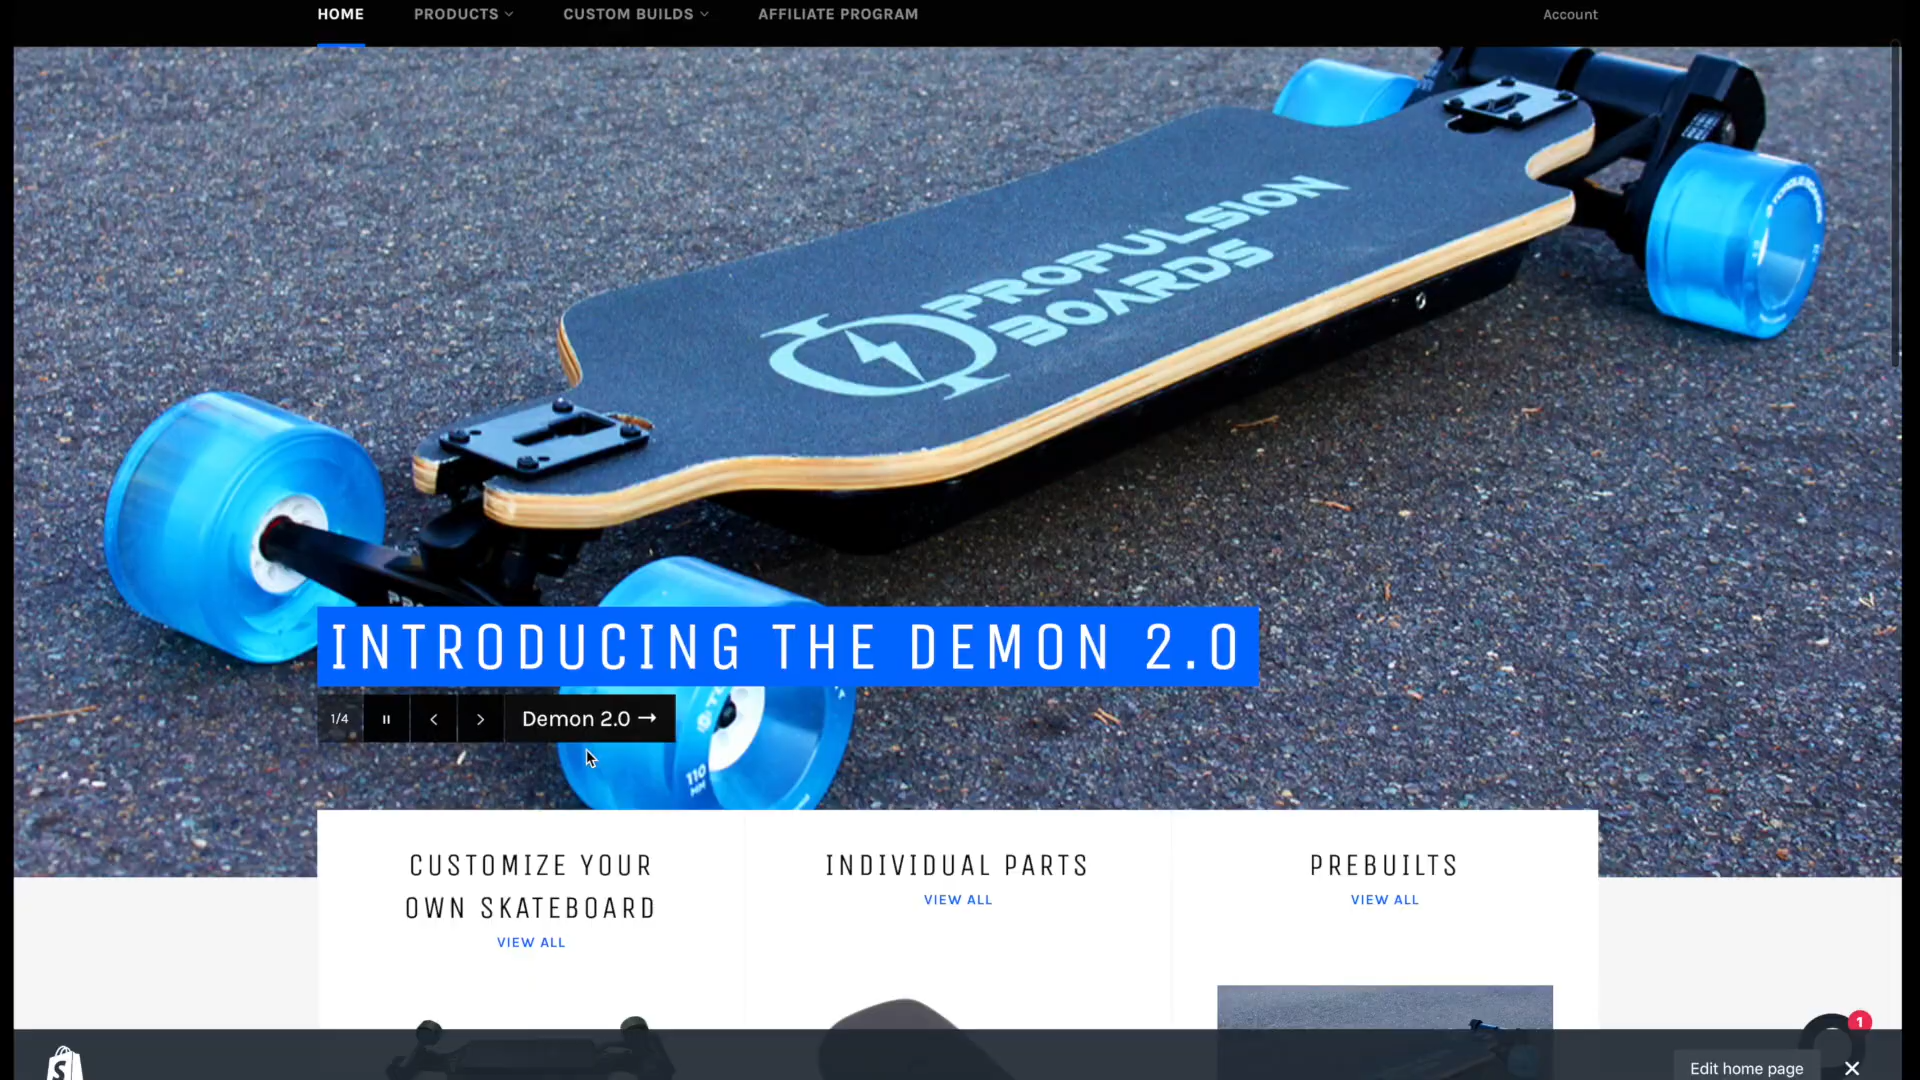 HOME PRODUCTS CUSTOM BUILDS AFFILIATE PROGRAM Account
PROPULSION
BOARDS
INTRODUCING THE DEMON 2.0
1/4 Demon 2.0 →
110
MM
CUSTOMIZE YOUR
OWN SKATEBOARD
VIEW ALL
INDIVIDUAL PARTS
VIEW ALL
PREBUILTS
VIEW ALL
1
Edit home page